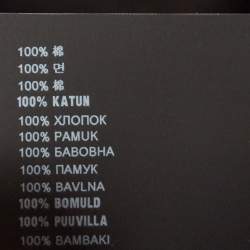 100% 棉
100% 면
100% 棉
100% KATUN
100% ХЛОПОК
100% PAMUK
100% БАВОВНА
100% ПАМУК
100% BAVLNA
100% BOMULD
100% PUUVILLA
100% BAMBAKI